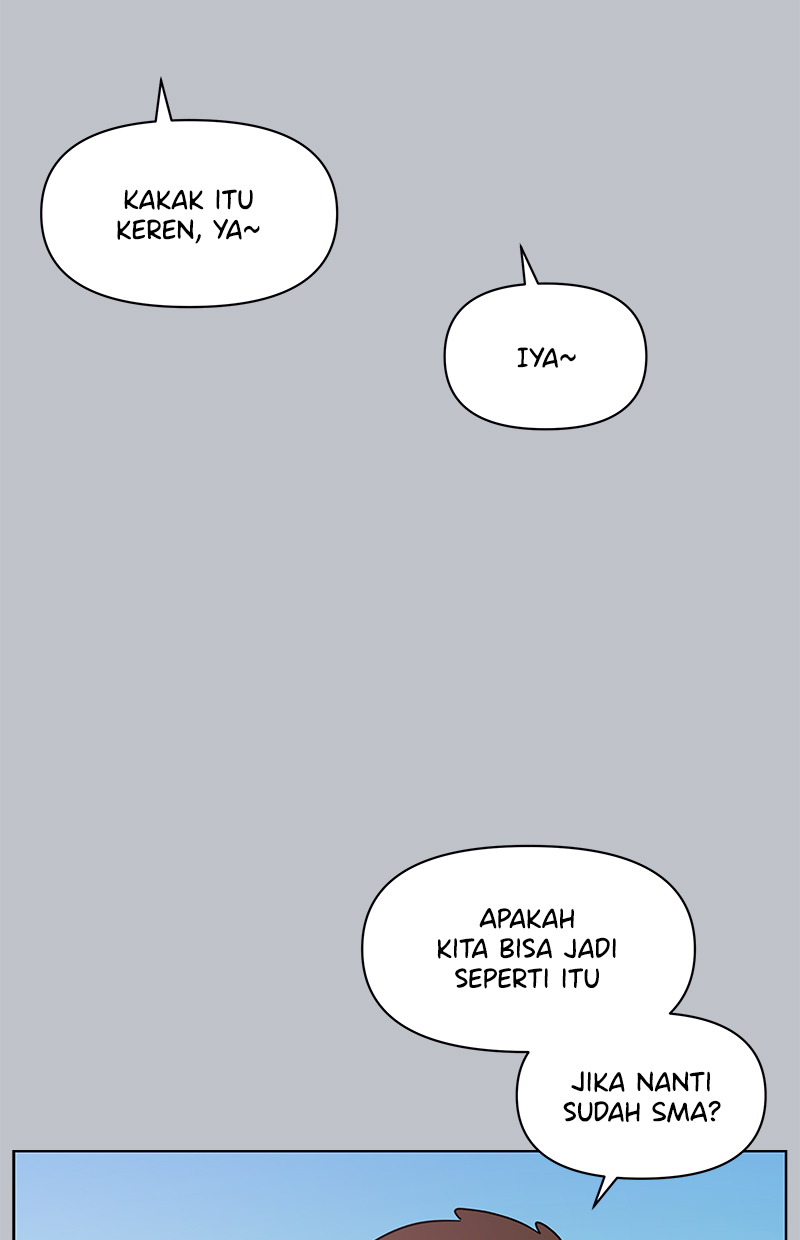 KAKAK ITU
KEREN, YA~
IYA~
APAKAH
KITA BISA JADI
SEPERTI ITU
JIKA NANTI
SUDAH SMA?